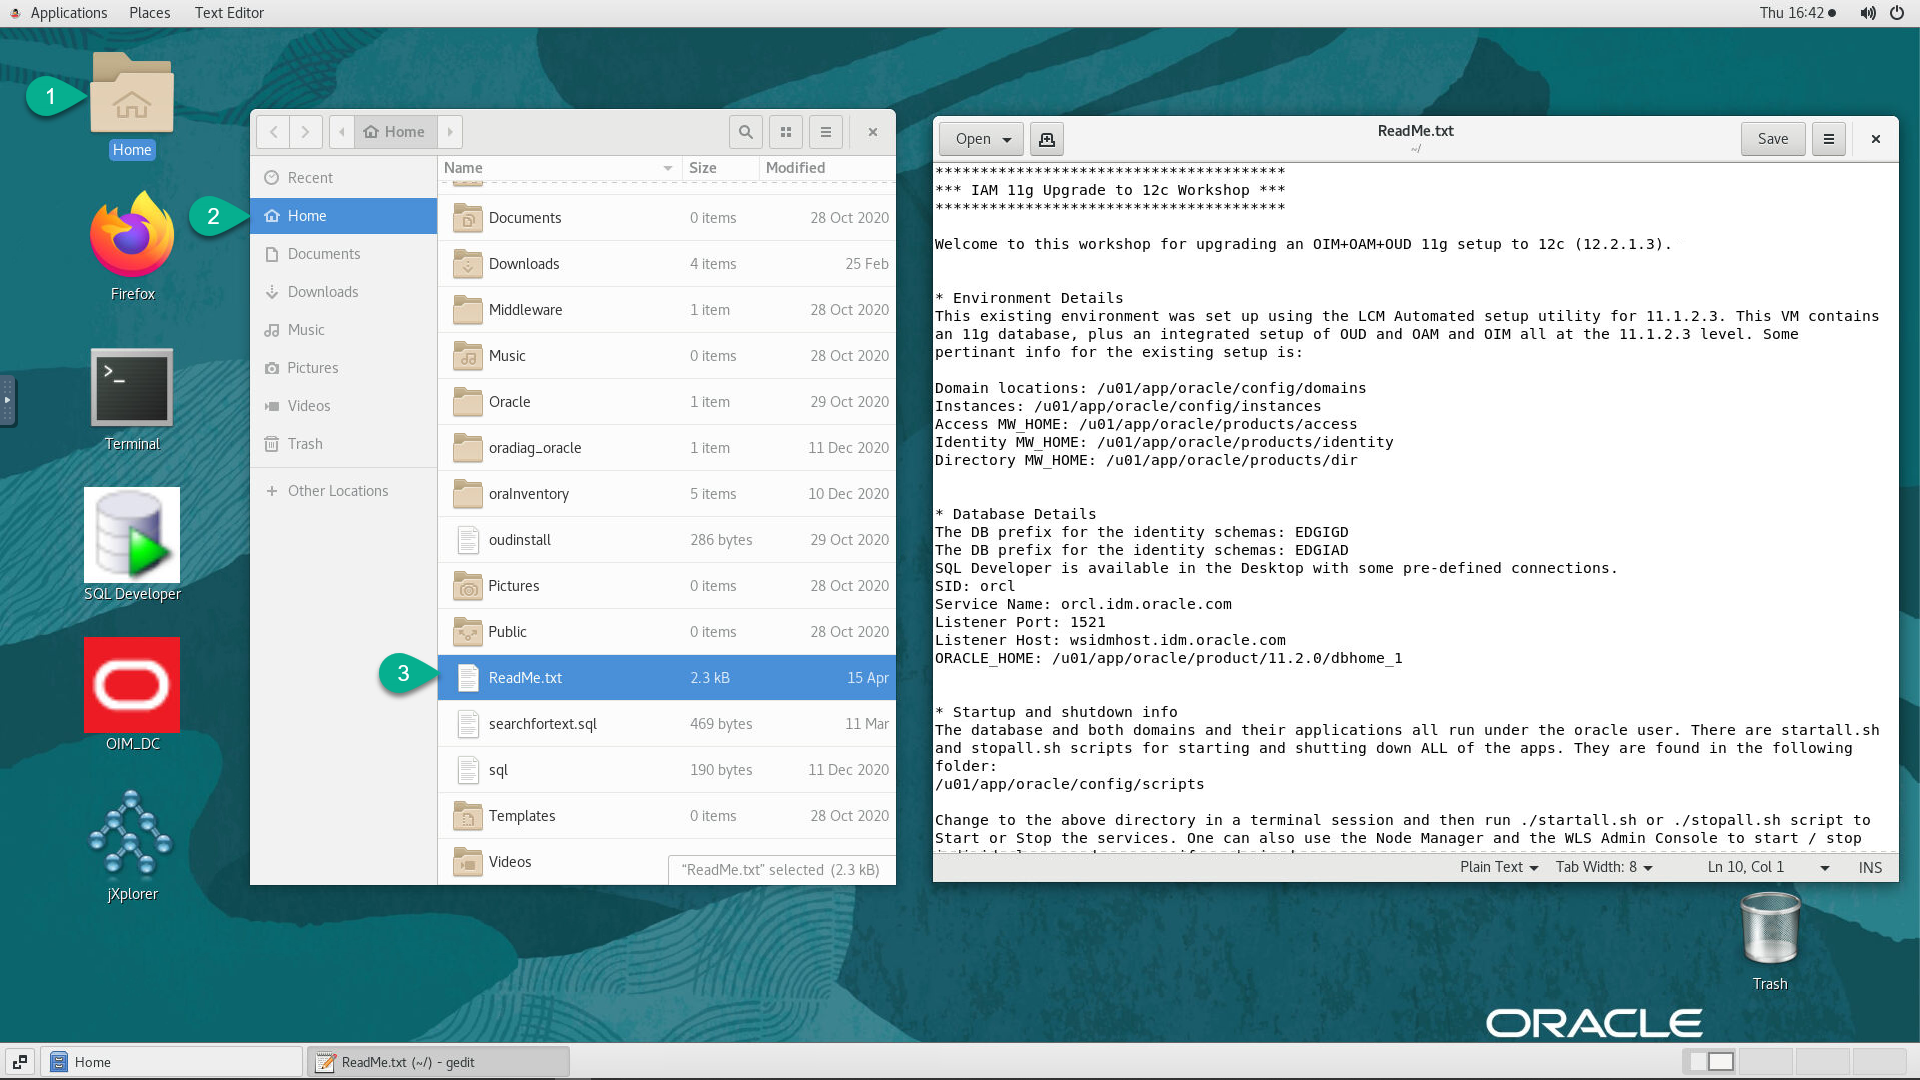 Applications Places Text Editor Thu 16:42
1
Home
Firefox
>_
Terminal
SQL Developer
OIM_DC
jXplorer
Home
2
Recent
Home
Documents
Downloads
Music
Pictures
Videos
Trash
Other Locations
Name Size Modified
Documents 0 items 28 Oct 2020
Downloads 4 items 25 Feb
Middleware 1 item 28 Oct 2020
Music 0 items 28 Oct 2020
Oracle 1 item 29 Oct 2020
oradiag_oracle 1 item 11 Dec 2020
oraInventory 5 items 10 Dec 2020
oudinstall 286 bytes 29 Oct 2020
Pictures 0 items 28 Oct 2020
Public 0 items 28 Oct 2020
3
ReadMe.txt 2.3 kB 15 Apr
searchfortext.sql 469 bytes 11 Mar
sql 190 bytes 11 Dec 2020
Templates 0 items 28 Oct 2020
Videos
"ReadMe.txt" selected (2.3 kB)
Open ReadMe.txt Save
~/
***************************************
*** IAM 11g Upgrade to 12c Workshop ***
***************************************
Welcome to this workshop for upgrading an OIM+OAM+OUD 11g setup to 12c (12.2.1.3).
* Environment Details
This existing environment was set up using the LCM Automated setup utility for 11.1.2.3. This VM contains
an 11g database, plus an integrated setup of OUD and OAM and OIM all at the 11.1.2.3 level. Some
pertinant info for the existing setup is:
Domain locations: /u01/app/oracle/config/domains
Instances: /u01/app/oracle/config/instances
Access MW_HOME: /u01/app/oracle/products/access
Identity MW_HOME: /u01/app/oracle/products/identity
Directory MW_HOME: /u01/app/oracle/products/dir
* Database Details
The DB prefix for the identity schemas: EDGIGD
The DB prefix for the identity schemas: EDGIAD
SQL Developer is available in the Desktop with some pre-defined connections.
SID: orcl
Service Name: orcl.idm.oracle.com
Listener Port: 1521
Listener Host: wsidmhost.idm.oracle.com
ORACLE_HOME: /u01/app/oracle/product/11.2.0/dbhome_1
* Startup and shutdown info
The database and both domains and their applications all run under the oracle user. There are startall.sh
and stopall.sh scripts for starting and shutting down ALL of the apps. They are found in the following
folder:
/u01/app/oracle/config/scripts
Change to the above directory in a terminal session and then run ./startall.sh or ./stopall.sh script to
Start or Stop the services. One can also use the Node Manager and the WLS Admin Console to start / stop
Plain Text Tab Width: 8 Ln 10, Col 1 INS
Trash
ORACLE
Home ReadMe.txt (~/) - gedit